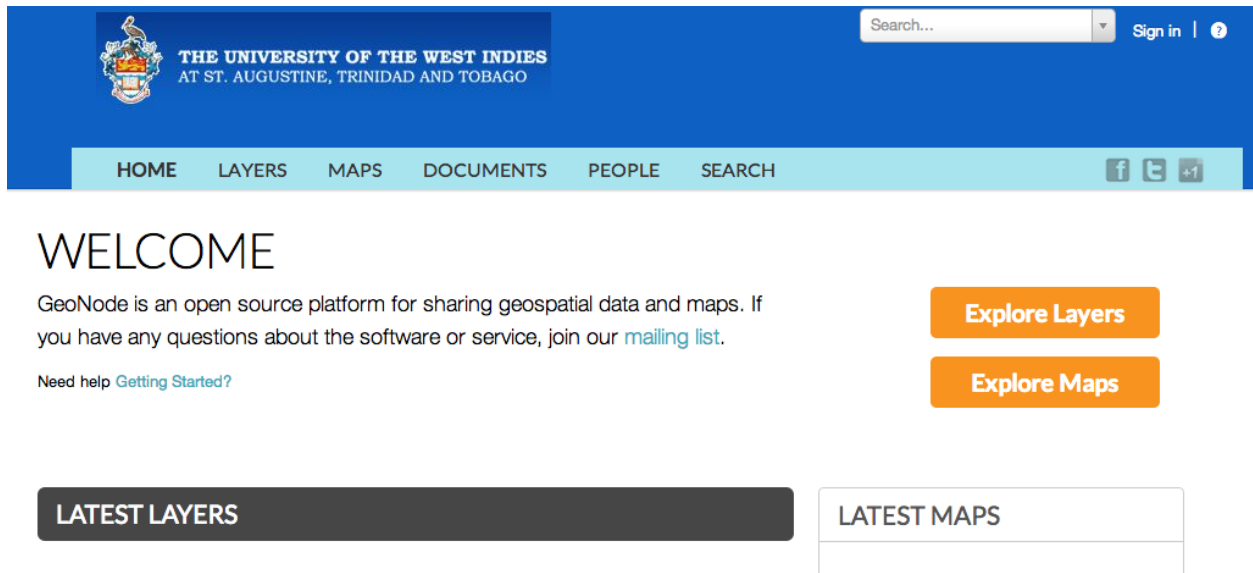 THE UNIVERSITY OF THE WEST INDIES
AT ST. AUGUSTINE, TRINIDAD AND TOBAGO
Search...
Sign in | ?
HOME LAYERS MAPS DOCUMENTS PEOPLE SEARCH
f t +1
WELCOME
GeoNode is an open source platform for sharing geospatial data and maps. If
you have any questions about the software or service, join our mailing list.
Need help Getting Started?
Explore Layers
Explore Maps
LATEST LAYERS
LATEST MAPS